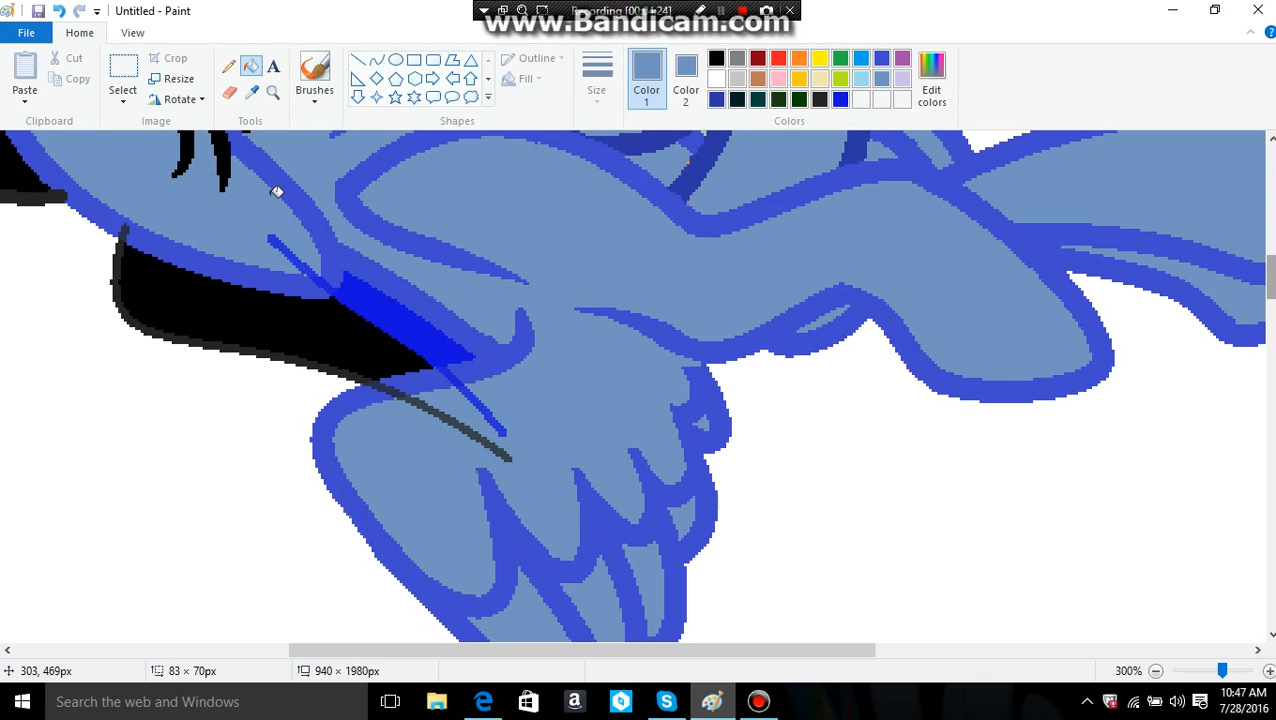 Untitled - Paint
Recording [00:
www.Bandicam.com
File
Home
View
Paste
Cut
Copy
Clipboard
Select
Crop
Resize
Rotate
Image
A
Tools
Brushes
Outline
Fill
Shapes
Size
Color 1
Color 2
Edit colors
Colors
303, 469px
83 × 70px
940 × 1980px
300%
Search the web and Windows
10:47 AM
7/28/2016